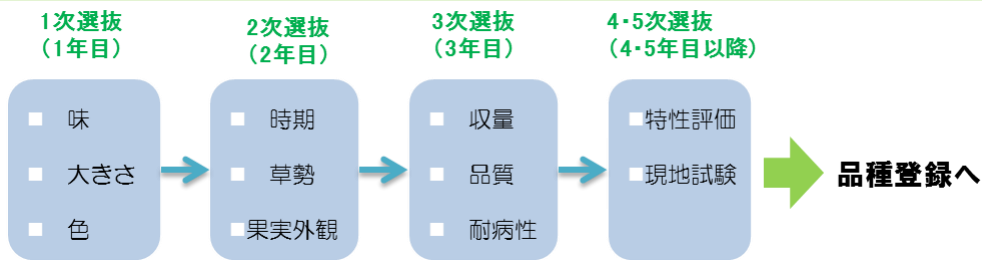 1次選抜
(1年目)
味
大きさ
色
2次選抜
(2年目)
時期
草勢
果実外観
3次選抜
(3年目)
収量
品質
耐病性
4・5次選抜
(4・5年目以降)
特性評価
現地試験
品種登録へ